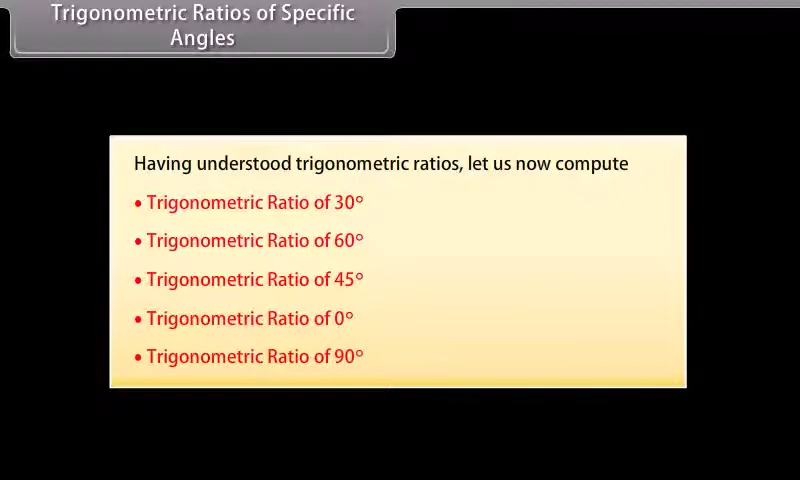 Trigonometric Ratios of Specific
Angles
Having understood trigonometric ratios, let us now compute
• Trigonometric Ratio of 30°
• Trigonometric Ratio of 60°
• Trigonometric Ratio of 45°
• Trigonometric Ratio of 0°
• Trigonometric Ratio of 90°